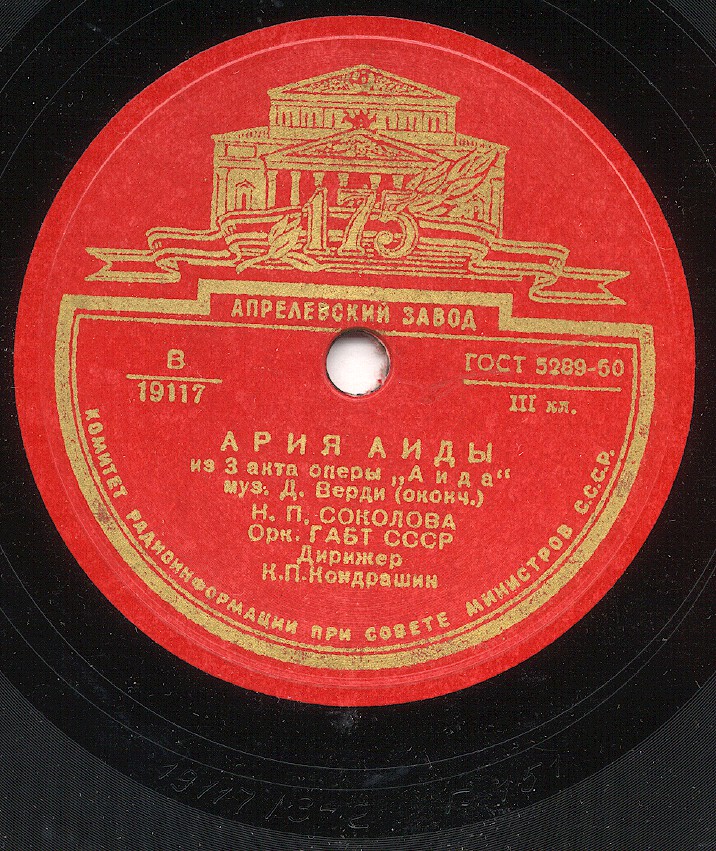 175
АПРЕЛЕВСКИЙ ЗАВОД
В
19117
ГОСТ 5289-50
III кл.
АРИЯ АИДЫ
из 3 акта оперы „Аида“
муз. Д. Верди (оконч.)
Н. П. СОКОЛОВА
Орк. ГАБТ СССР
Дирижер
К.П.Кондрашин
КОМИТЕТ РАДИОИНФОРМАЦИИ ПРИ СОВЕТЕ МИНИСТРОВ С.С.С.Р.
19117